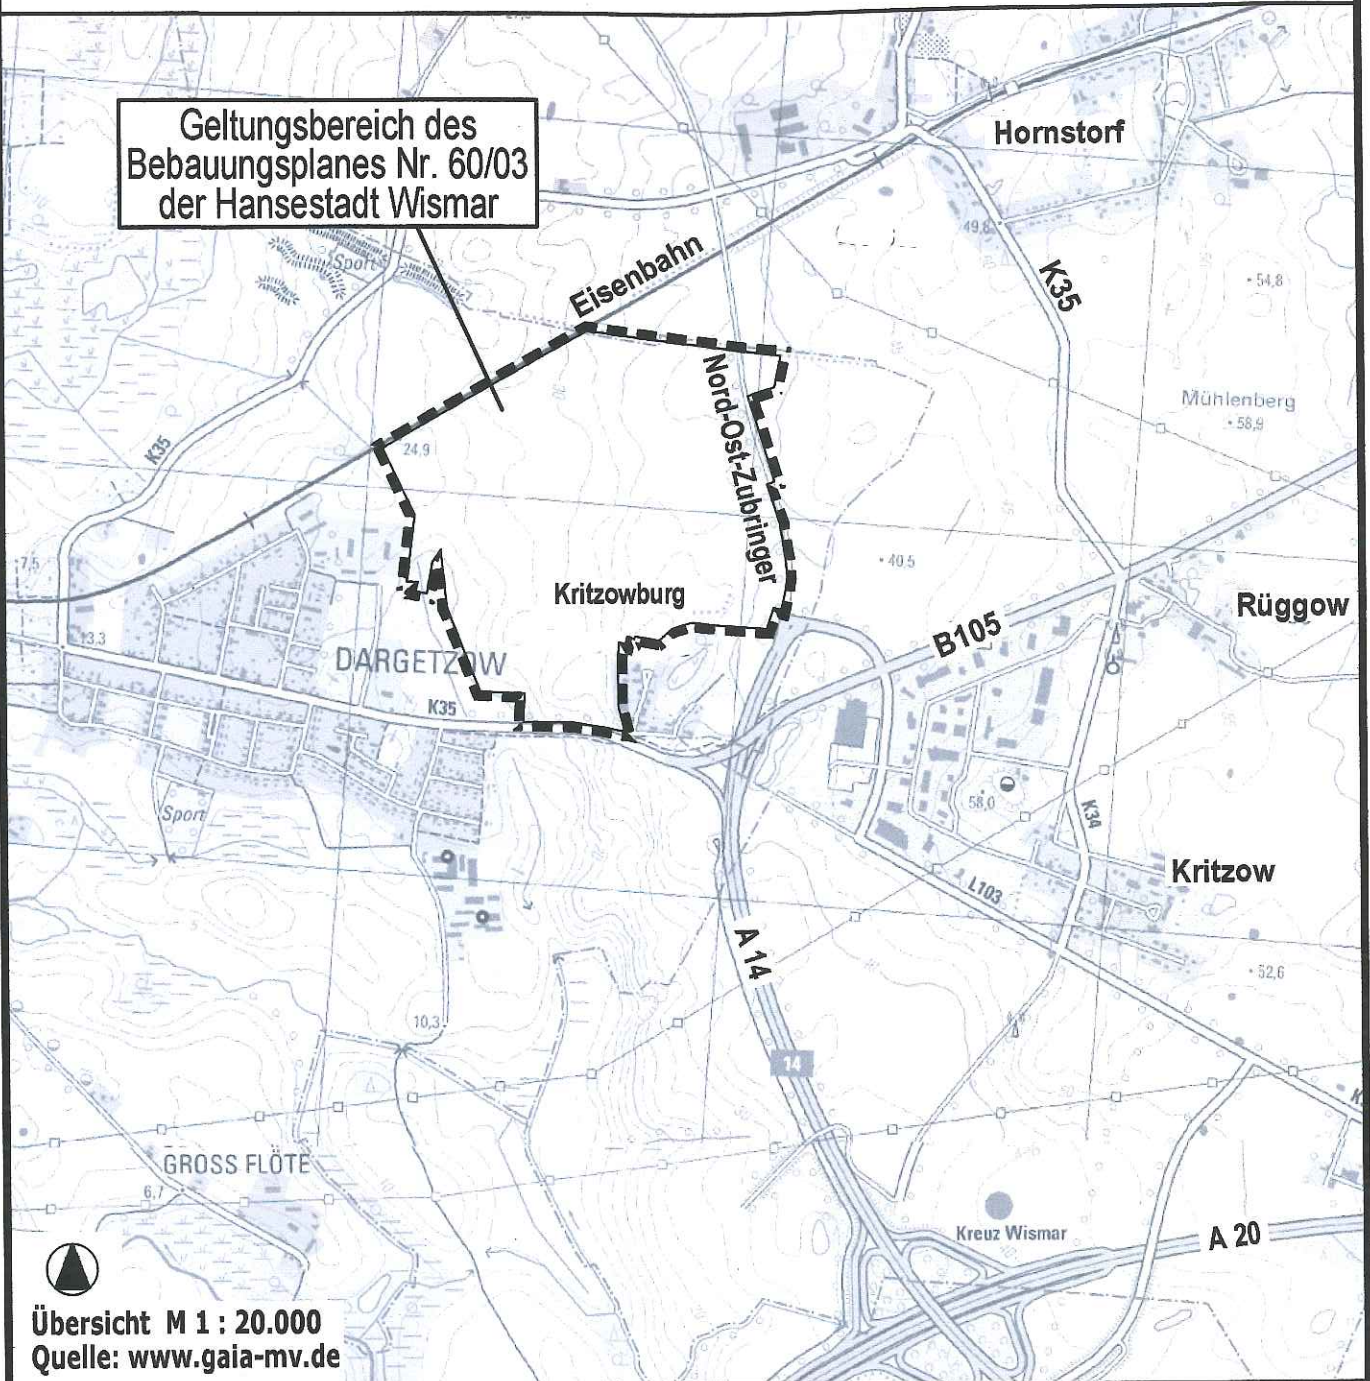 Geltungsbereich des
Bebauungsplanes Nr. 60/03
der Hansestadt Wismar
Hornstorf
49,8
K35
54,8
Sport
Eisenbahn
Mühlenberg
58,9
Nord-Ost-Zubringer
K35
24,9
7,5
40,5
Kritzowburg
Rüggow
B105
13,3
DARGETZOW
K35
Sport
58,0
K34
Kritzow
L103
A 14
52,6
10,3
14
GROSS FLÖTE
6,7
Kreuz Wismar
A 20
Übersicht M 1 : 20.000
Quelle: www.gaia-mv.de